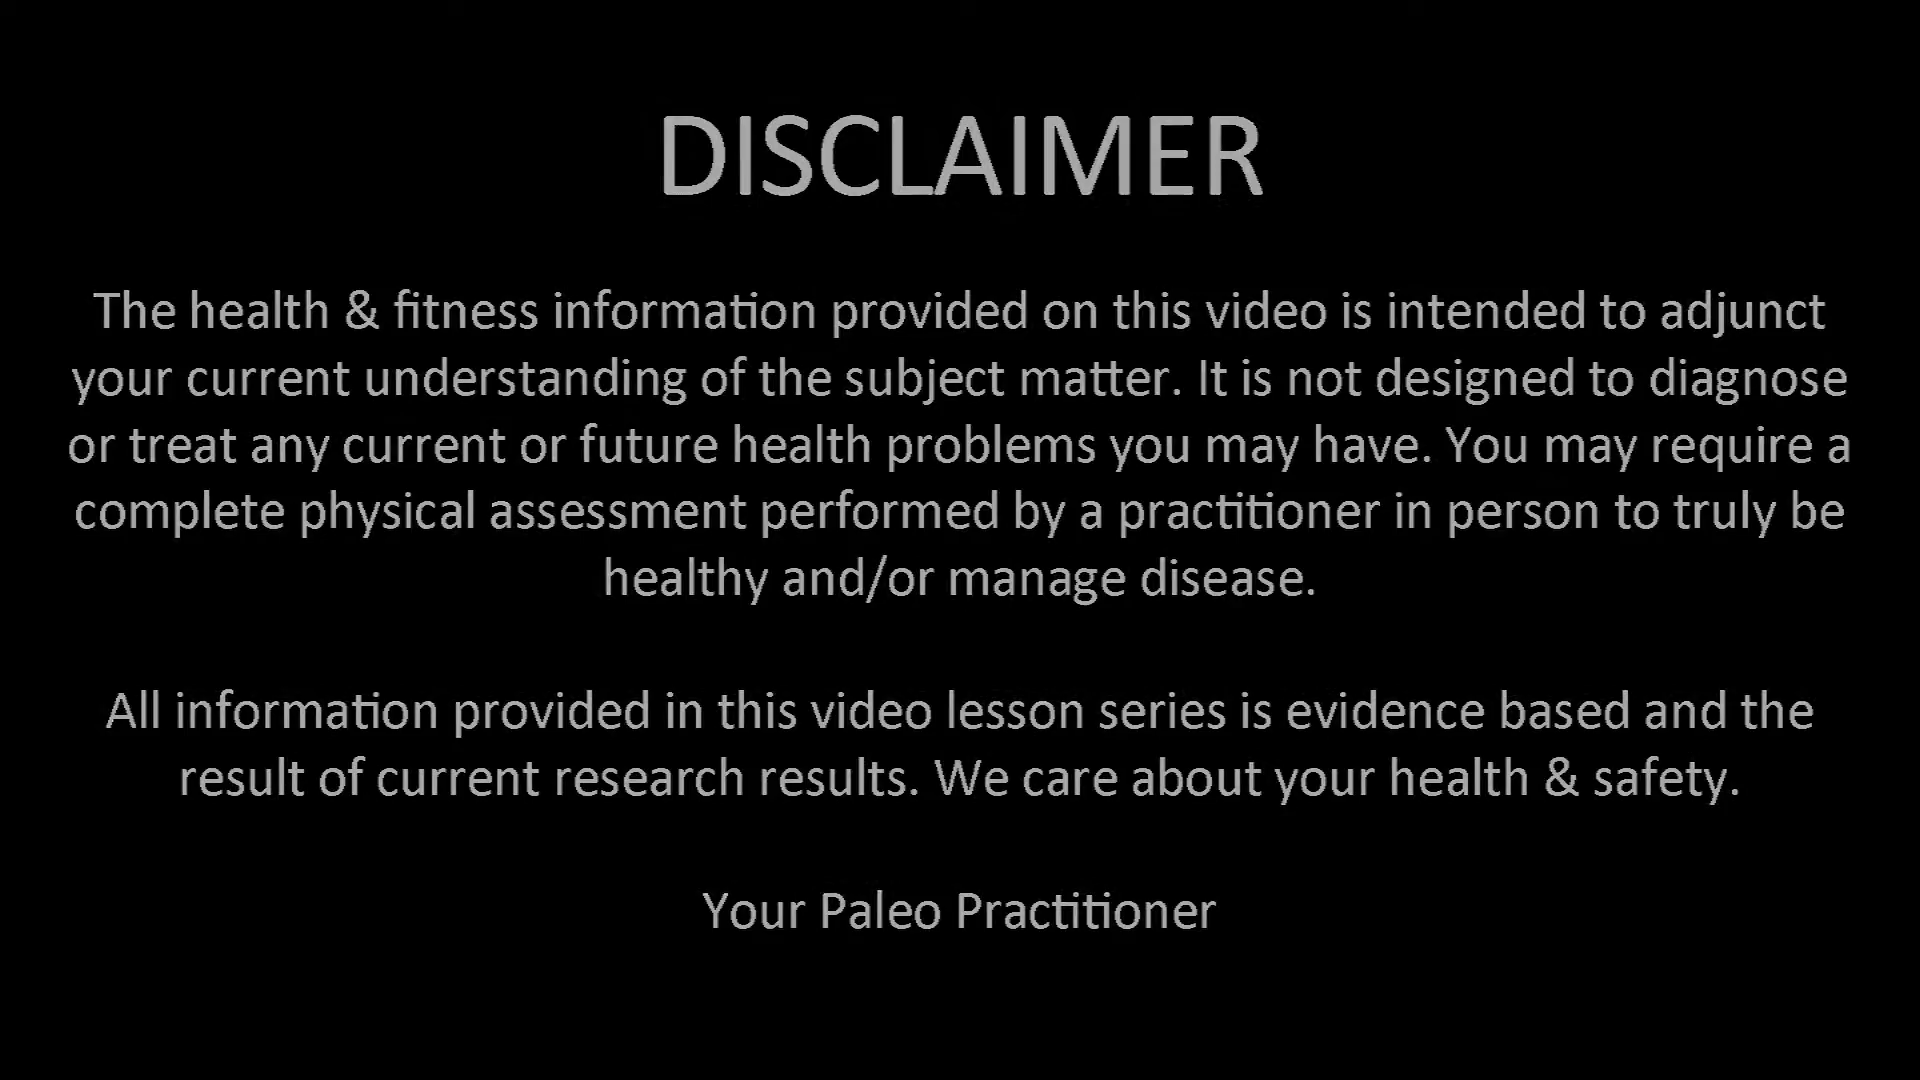 DISCLAIMER
The health & fitness information provided on this video is intended to adjunct
your current understanding of the subject matter. It is not designed to diagnose
or treat any current or future health problems you may have. You may require a
complete physical assessment performed by a practitioner in person to truly be
healthy and/or manage disease.
All information provided in this video lesson series is evidence based and the
result of current research results. We care about your health & safety.
Your Paleo Practitioner